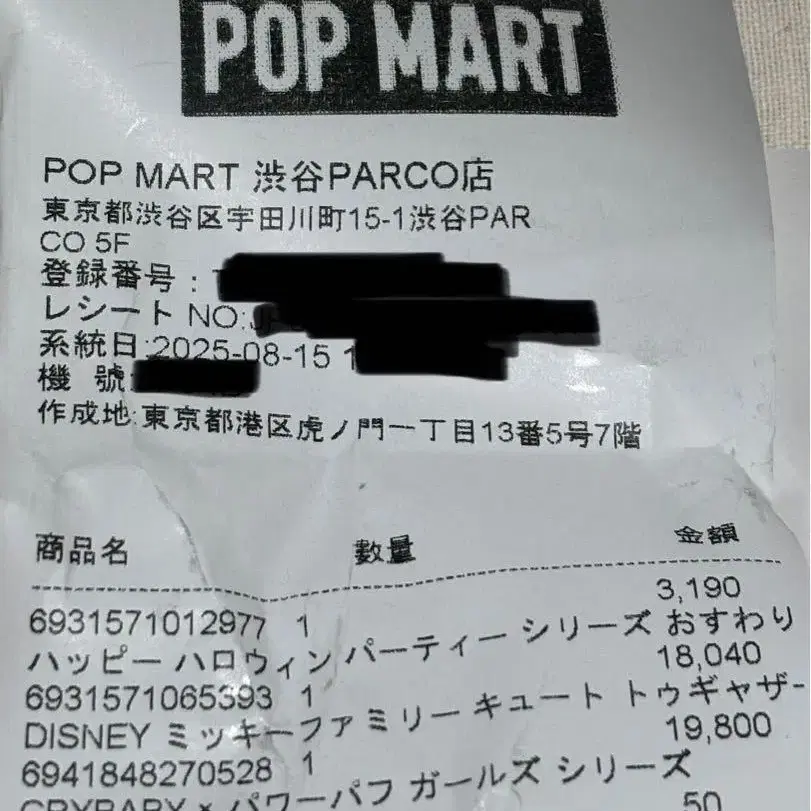 POP MART
POP MART 渋谷PARCO店
東京都渋谷区宇田川町15-1渋谷PAR
CO 5F
登録番号:
レシート NO:
系統日:2025-08-15
機 號:
作成地:東京都港区虎ノ門一丁目13番5号7階
商品名 數量 金額
3,190
6931571012977 1
ハッピー ハロウィン パーティー シリーズ おすわり
18,040
6931571065393 1
DISNEY ミッキーファミリー キュート トゥギャザ-
19,800
6941848270528 1
CRYBABY × パワーパフ ガールズ シリーズ
50